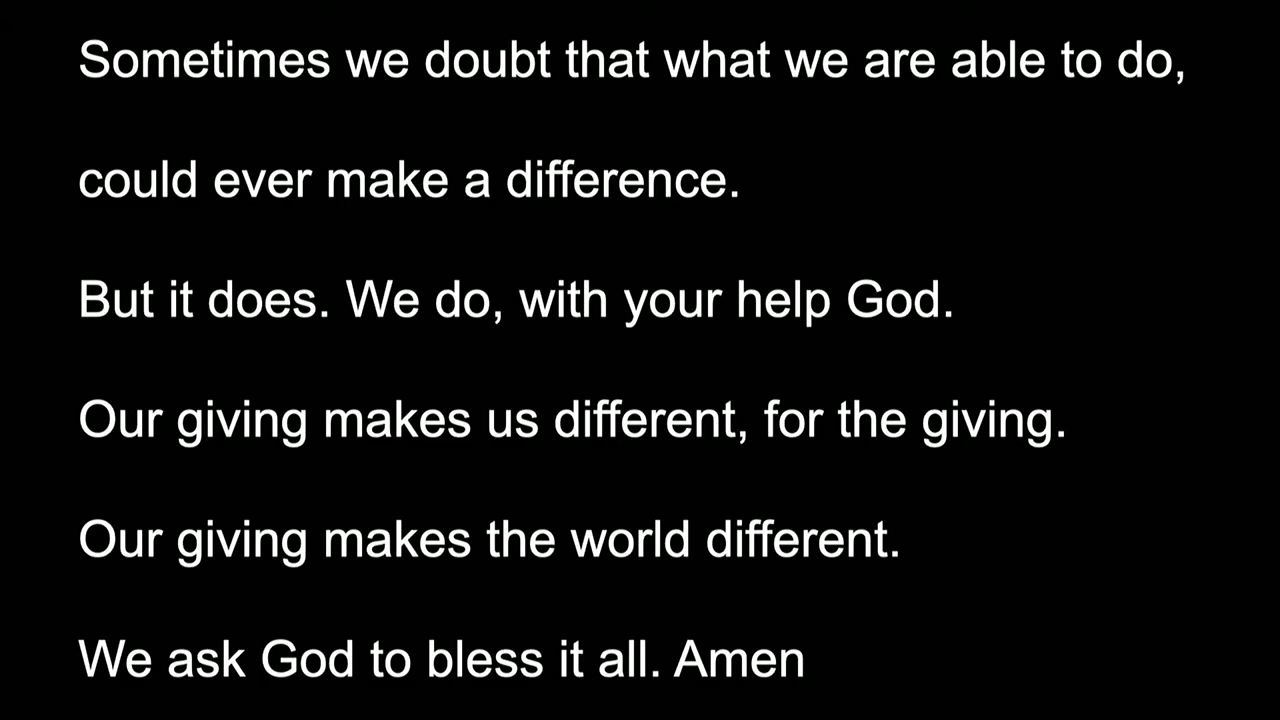 Sometimes we doubt that what we are able to do,
could ever make a difference.
But it does. We do, with your help God.
Our giving makes us different, for the giving.
Our giving makes the world different.
We ask God to bless it all. Amen